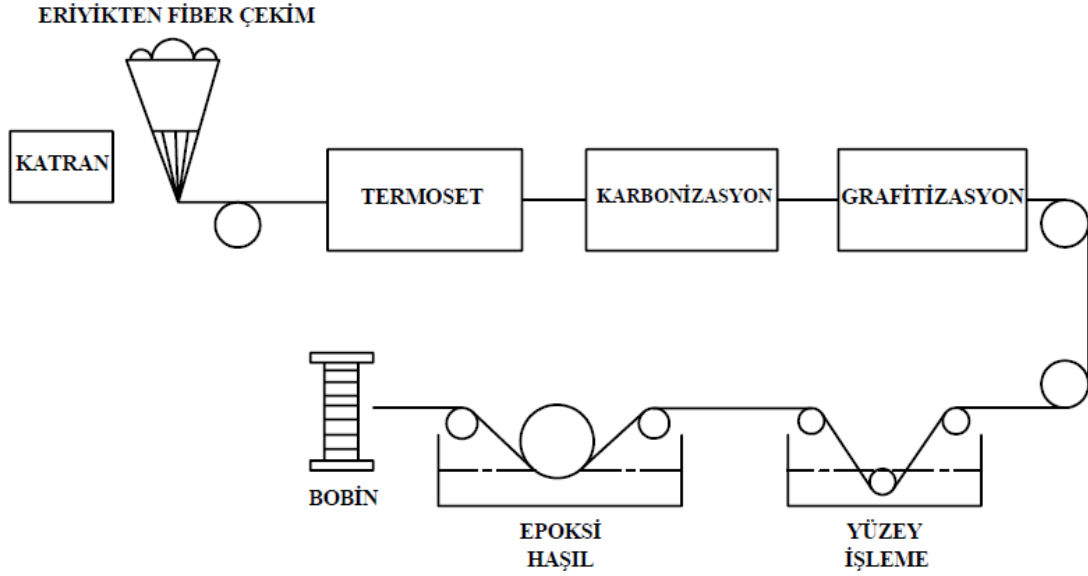 ERİYİKTEN FİBER ÇEKİM
KATRAN
TERMOSET
KARBONİZASYON
GRAFİTİZASYON
BOBİN
EPOKSİ
HAŞIL
YÜZEY
İŞLEME